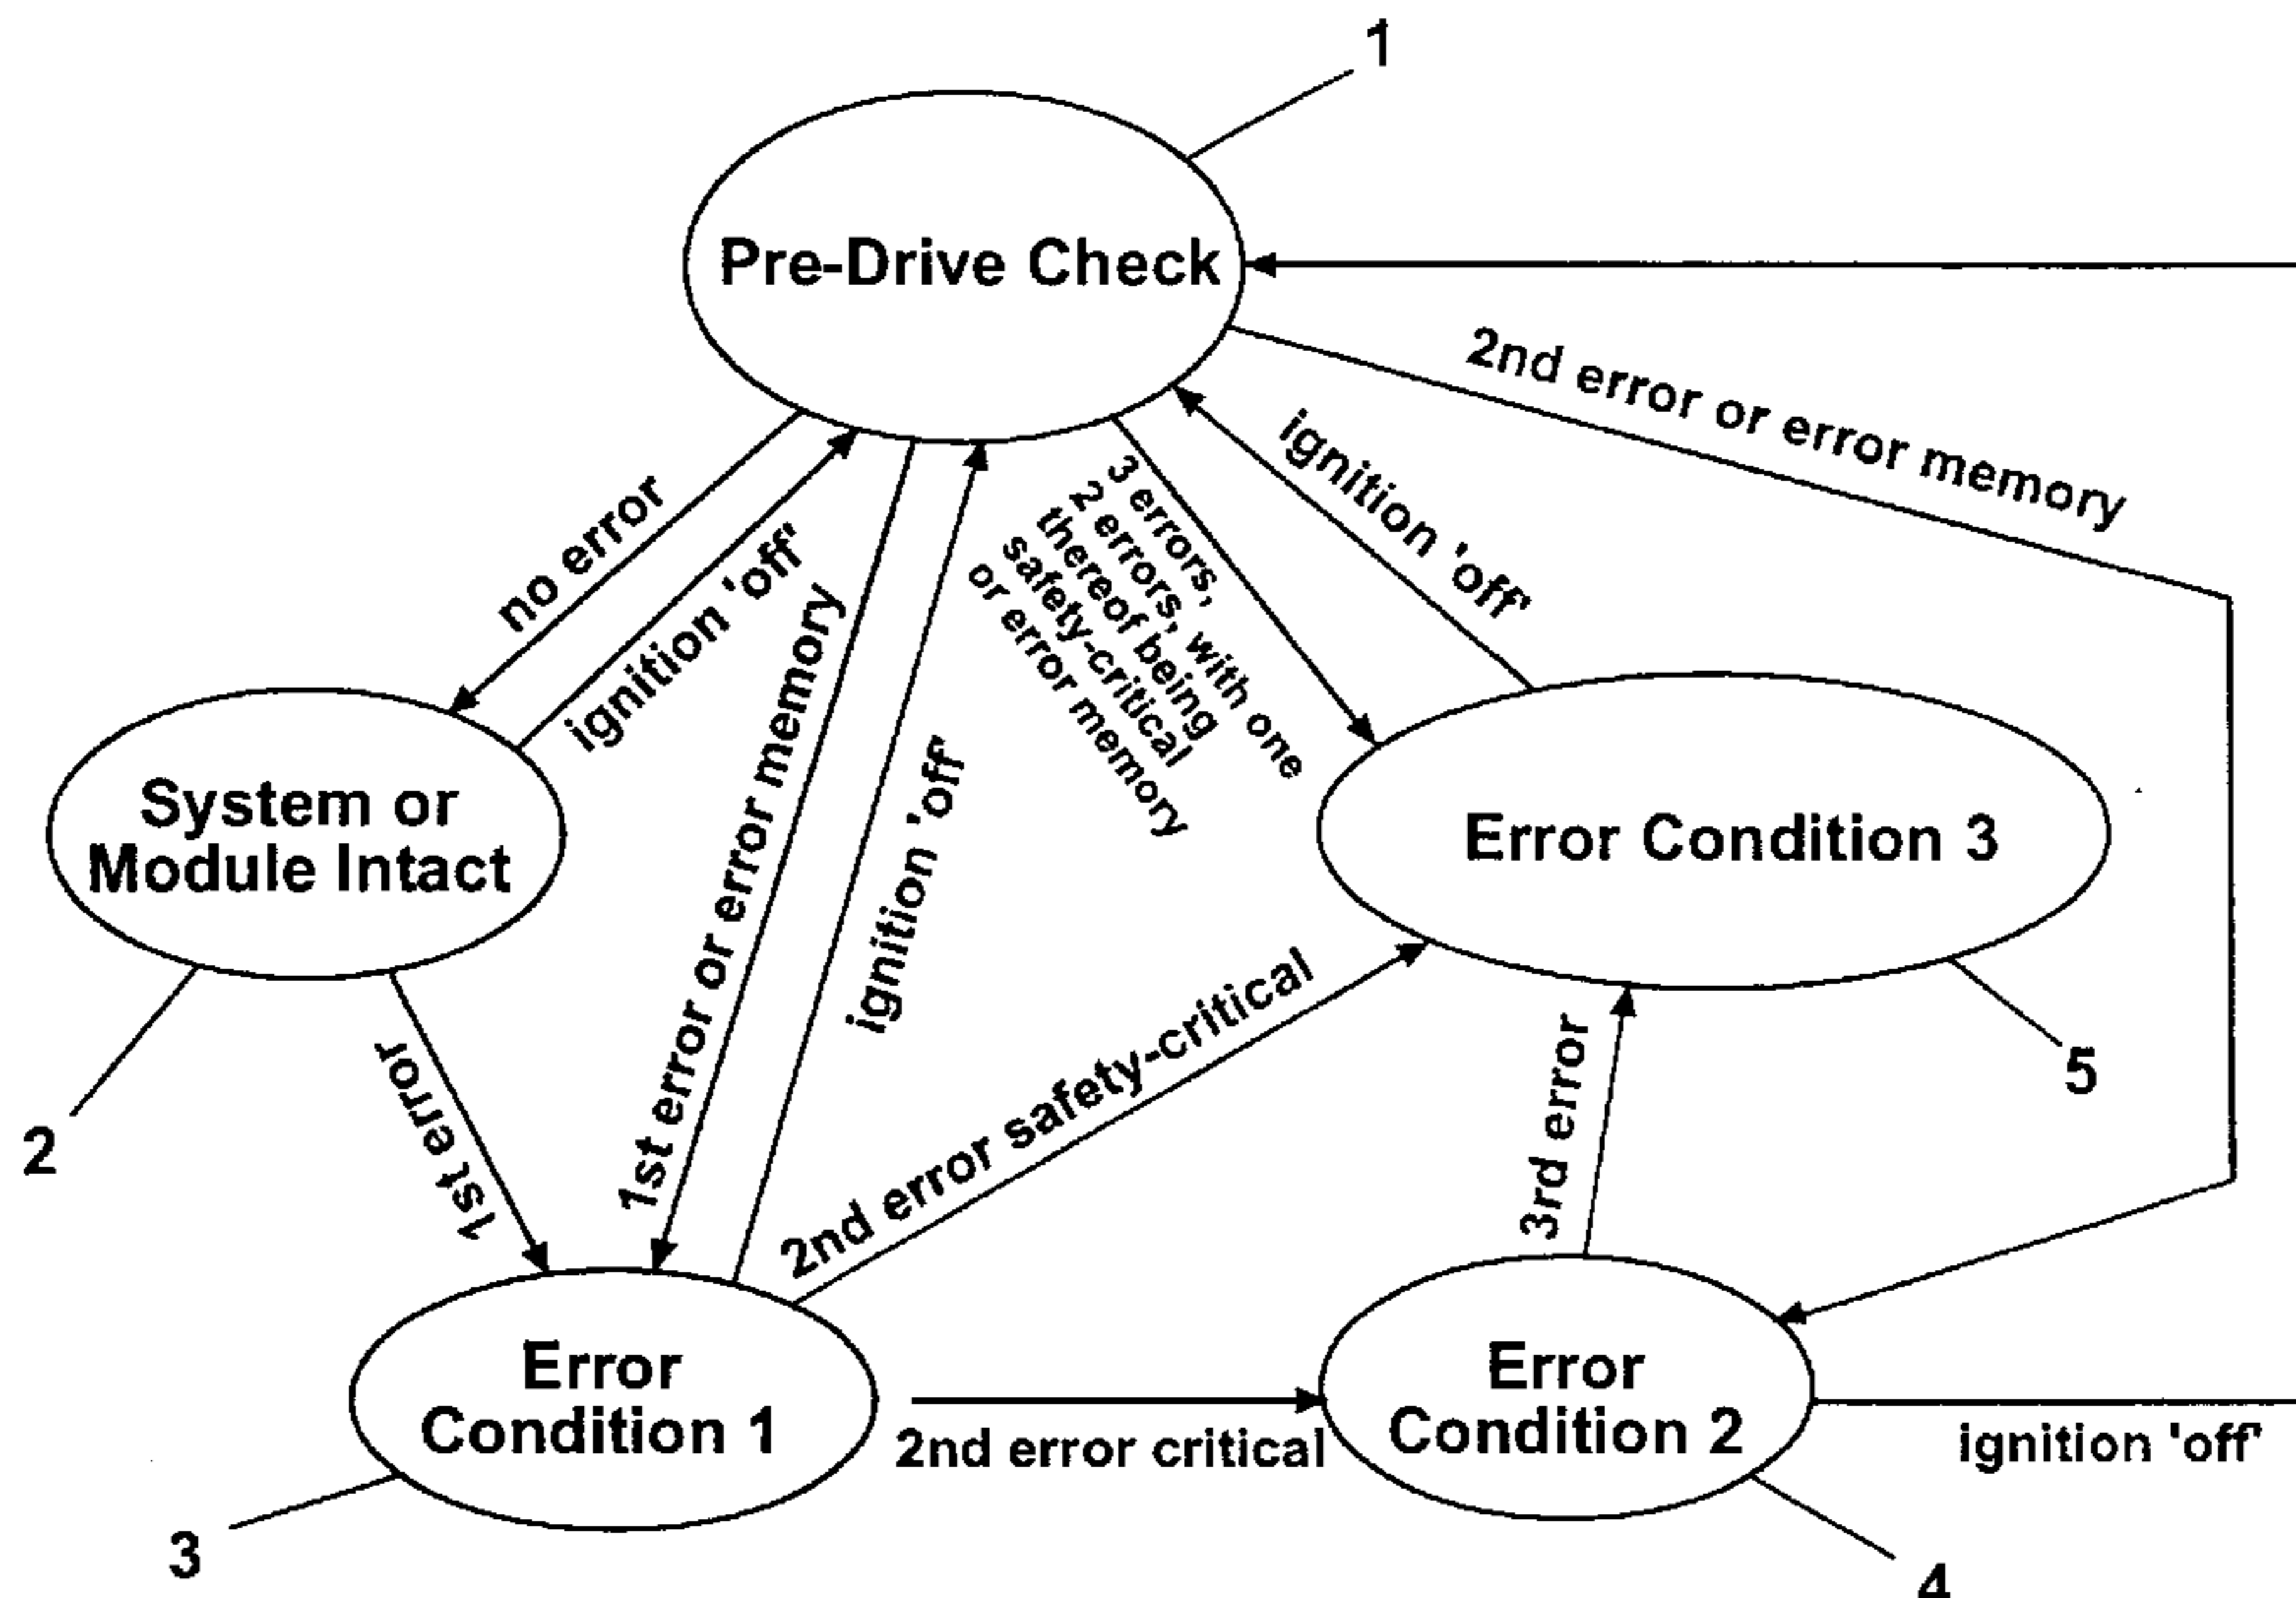 1
Pre-Drive Check
2nd error or error memory
ignition 'off'
3 errors,
2 errors, with one
thereof being
safety-critical
or error memory
no error
ignition 'off'
1st error or error memory
ignition 'off'
System or
Module Intact
Error Condition 3
2
1st error
2nd error safety-critical
3rd error
5
Error
Condition 1
2nd error critical
Error
Condition 2
ignition 'off'
3
4